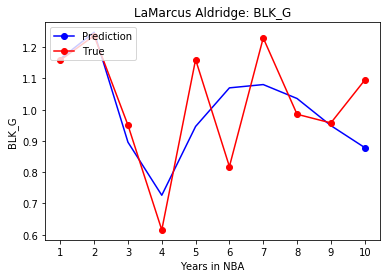 LaMarcus Aldridge: BLK_G
Prediction
True
1.2
1.1
1.0
0.9
0.8
0.7
0.6
BLK_G
1 2 3 4 5 6 7 8 9 10
Years in NBA